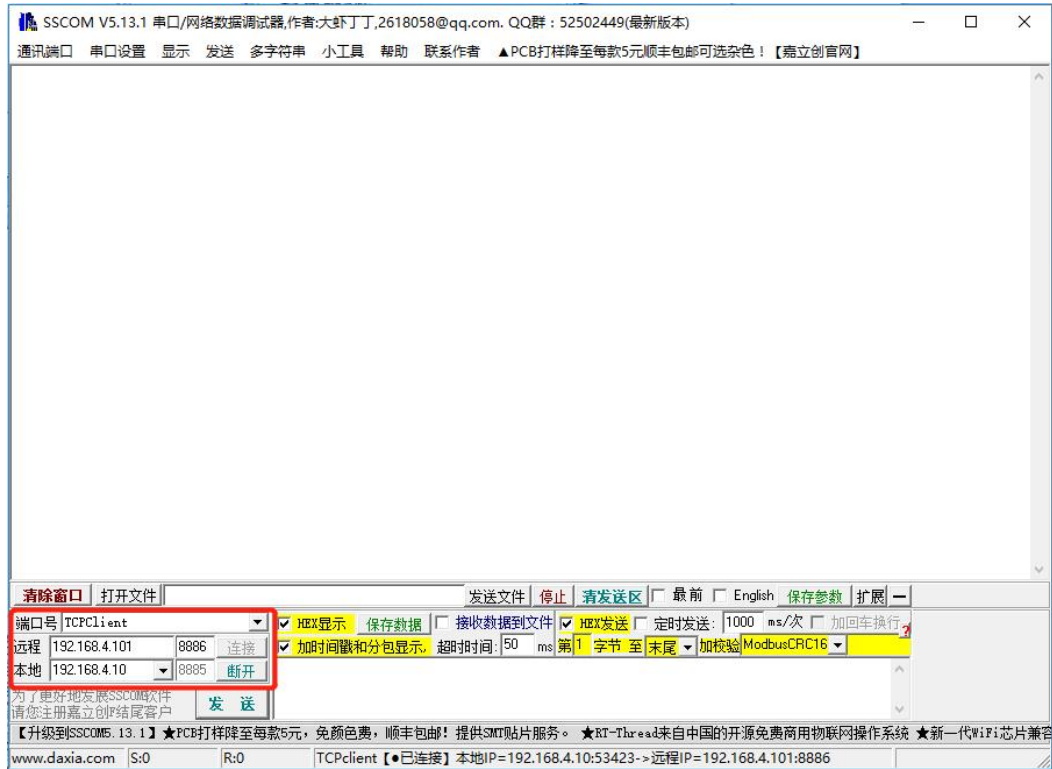 SSCOM V5.13.1 串口/网络数据调试器,作者:大虾丁丁,2618058@qq.com. QQ群：52502449(最新版本)
通讯端口 串口设置 显示 发送 多字符串 小工具 帮助 联系作者 ▲PCB打样降至每款5元顺丰包邮可选杂色！【嘉立创官网】
清除窗口 打开文件 发送文件 停止 清发送区 最前 English 保存参数 扩展 —
端口号 TCPClient HEX显示 保存数据 接收数据到文件 HEX发送 定时发送: 1000 ms/次 加回车换行 ?
远程 192.168.4.101 8886 连接 加时间戳和分包显示, 超时时间: 50 ms 第 1 字节 至 末尾 加校验 ModbusCRC16
本地 192.168.4.10 8885 断开
为了更好地发展SSCOM软件
请您注册嘉立创F结尾客户
发 送
【升级到SSCOM5.13.1】★PCB打样降至每款5元，免颜色费，顺丰包邮！提供SMT贴片服务。 ★RT-Thread来自中国的开源免费商用物联网操作系统 ★新一代WiFi芯片兼容
www.daxia.com S:0 R:0 TCPclient【●已连接】本地IP=192.168.4.10:53423->远程IP=192.168.4.101:8886